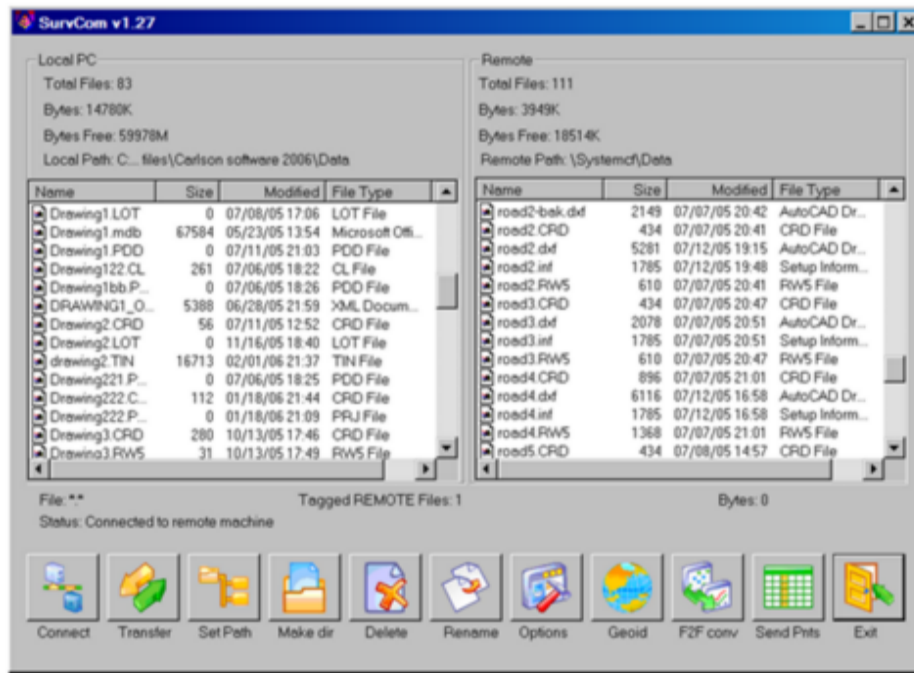 SurvCom v1.27
Local PC
Total Files: 83
Bytes: 14780K
Bytes Free: 59978M
Local Path: C:... files\Carlson software 2006\Data
Name Size Modified File Type
Drawing1.LOT 0 07/08/05 17:06 LOT File
Drawing1.mdb 67584 05/23/05 13:54 Microsoft Offi...
Drawing1.PDD 0 07/11/05 21:03 PDD File
Drawing122.CL 261 07/06/05 18:22 CL File
Drawing1bb.P... 0 07/06/05 18:26 PDD File
DRAWING1_O... 5388 06/28/05 21:59 XML Docum...
Drawing2.CRD 56 07/11/05 12:52 CRD File
Drawing2.LOT 0 11/16/05 18:40 LOT File
drawing2.TIN 16713 02/01/06 21:37 TIN File
Drawing221.P... 0 07/06/05 18:25 PDD File
Drawing222.C... 112 01/18/06 21:44 CRD File
Drawing222.P... 0 01/18/06 21:09 PRJ File
Drawing3.CRD 280 10/13/05 17:46 CRD File
Drawing3.RW5 31 10/13/05 17:49 RW5 File
Remote
Total Files: 111
Bytes: 3949K
Bytes Free: 18514K
Remote Path: \Systemcf\Data
Name Size Modified File Type
road2-bak.dxf 2149 07/07/05 20:42 AutoCAD Dr...
road2.CRD 434 07/07/05 20:41 CRD File
road2.dxf 5281 07/12/05 19:15 AutoCAD Dr...
road2.inf 1785 07/12/05 19:48 Setup Inform...
road2.RW5 610 07/07/05 20:41 RW5 File
road3.CRD 434 07/07/05 20:47 CRD File
road3.dxf 2078 07/07/05 20:51 AutoCAD Dr...
road3.inf 1785 07/07/05 20:51 Setup Inform...
road3.RW5 610 07/07/05 20:47 RW5 File
road4.CRD 896 07/07/05 21:01 CRD File
road4.dxf 6116 07/12/05 16:58 AutoCAD Dr...
road4.inf 1785 07/12/05 16:58 Setup Inform...
road4.RW5 1368 07/07/05 21:01 RW5 File
road5.CRD 434 07/08/05 14:57 CRD File
File: *.* Tagged REMOTE Files: 1 Bytes: 0
Status: Connected to remote machine
Connect Transfer Set Path Make dir Delete Rename Options Geoid F2F conv Send Pnts Exit